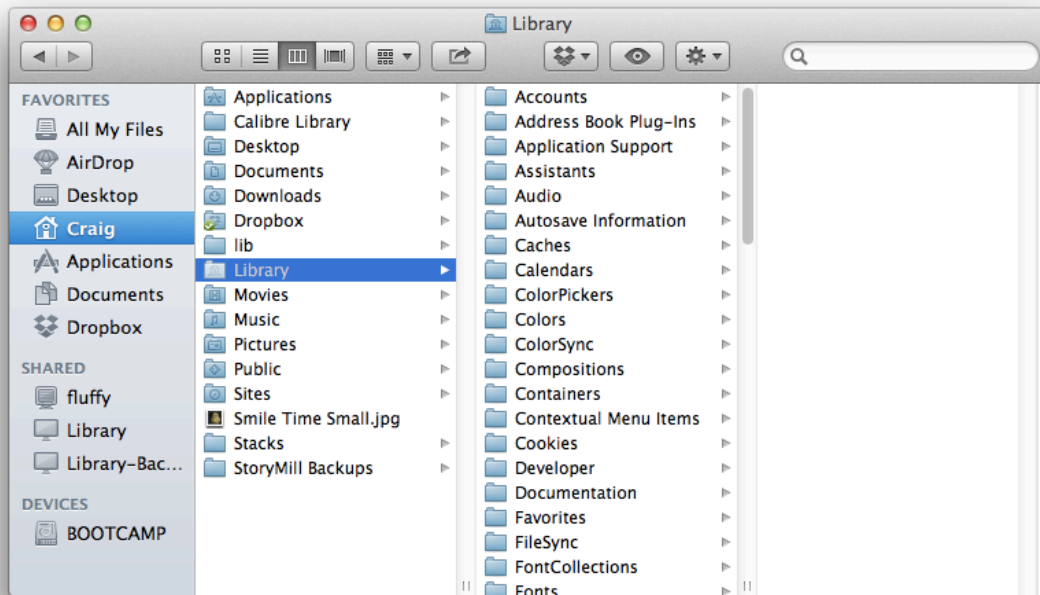 Library
FAVORITES
All My Files
AirDrop
Desktop
Craig
Applications
Documents
Dropbox
SHARED
fluffy
Library
Library-Bac...
DEVICES
BOOTCAMP
Applications
Calibre Library
Desktop
Documents
Downloads
Dropbox
lib
Library
Movies
Music
Pictures
Public
Sites
Smile Time Small.jpg
Stacks
StoryMill Backups
Accounts
Address Book Plug-Ins
Application Support
Assistants
Audio
Autosave Information
Caches
Calendars
ColorPickers
Colors
ColorSync
Compositions
Containers
Contextual Menu Items
Cookies
Developer
Documentation
Favorites
FileSync
FontCollections
Fonts